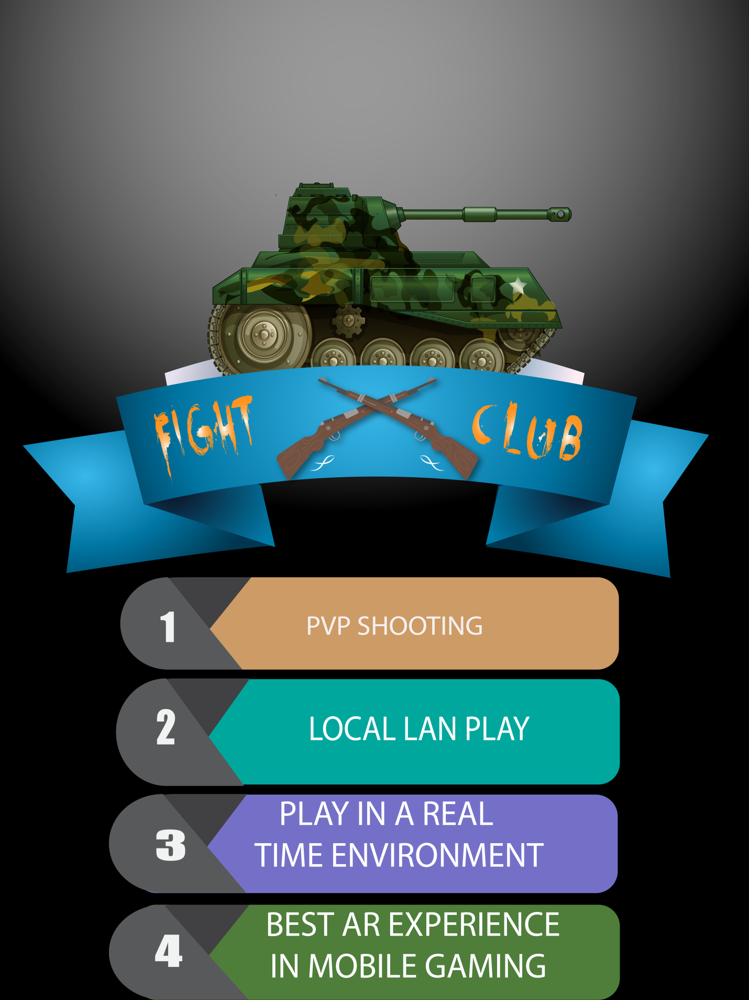 FIGHT CLUB
1 PVP SHOOTING
2 LOCAL LAN PLAY
3 PLAY IN A REAL
TIME ENVIRONMENT
4 BEST AR EXPERIENCE
IN MOBILE GAMING